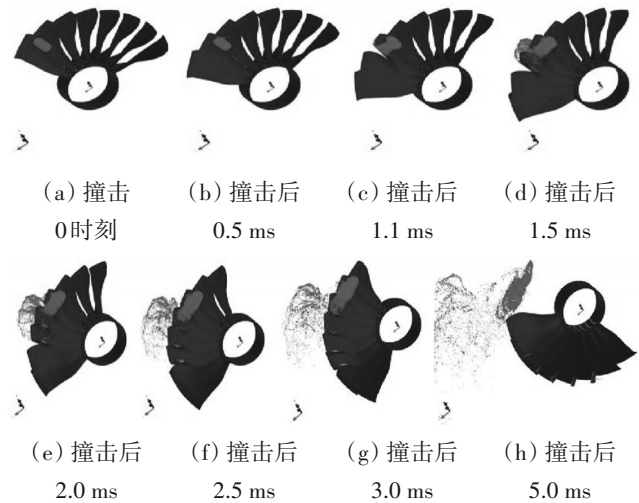 (a) 撞击 (b) 撞击后 (c) 撞击后 (d) 撞击后
0时刻 0.5 ms 1.1 ms 1.5 ms
(e) 撞击后 (f) 撞击后 (g) 撞击后 (h) 撞击后
2.0 ms 2.5 ms 3.0 ms 5.0 ms